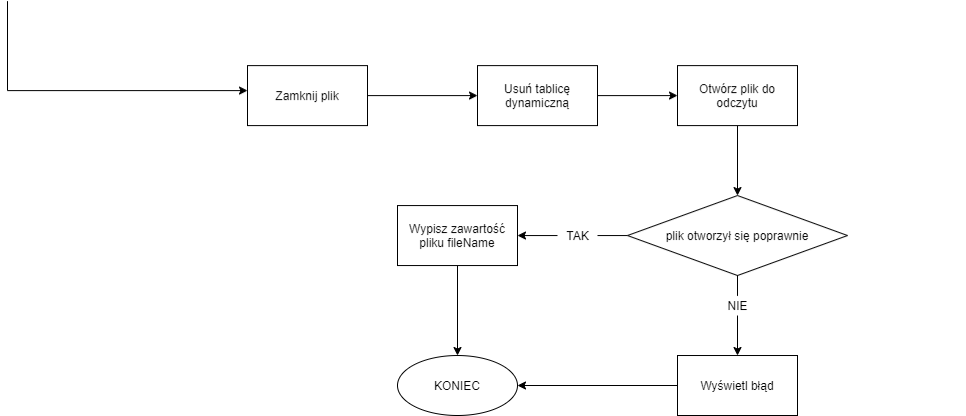 Zamknij plik
Usuń tablicę
dynamiczną
Otwórz plik do
odczytu
Wypisz zawartość
pliku fileName
TAK
plik otworzył się poprawnie
NIE
KONIEC
Wyświetl błąd